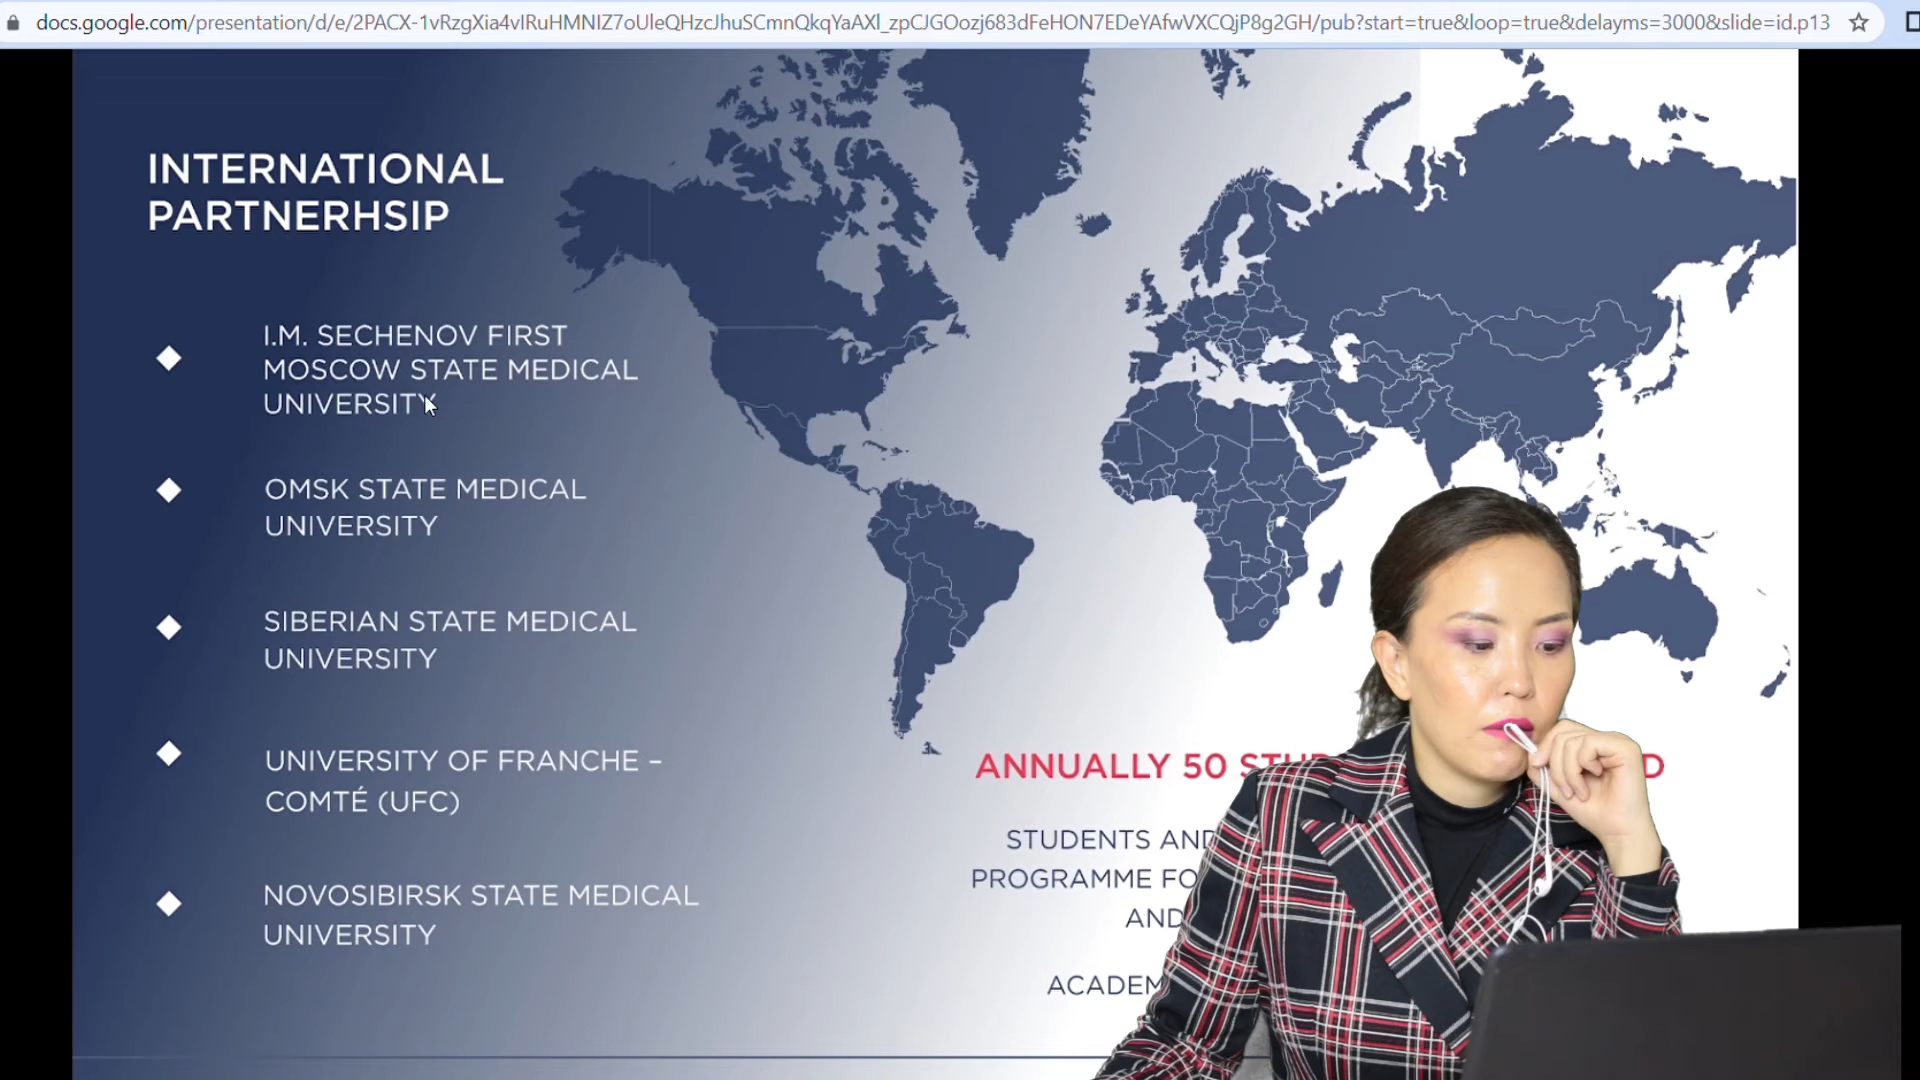 docs.google.com/presentation/d/e/2PACX-1vRzgXia4vIRuHMNIZ7oUleQHzcJhuSCmnQkqYaAXl_zpCJGOozj683dFeHON7EDeYAfwVXCQjP8g2GH/pub?start=true&loop=true&delayms=3000&slide=id.p13
INTERNATIONAL
PARTNERHSIP
I.M. SECHENOV FIRST
MOSCOW STATE MEDICAL
UNIVERSITY
OMSK STATE MEDICAL
UNIVERSITY
SIBERIAN STATE MEDICAL
UNIVERSITY
UNIVERSITY OF FRANCHE –
COMTÉ (UFC)
NOVOSIBIRSK STATE MEDICAL
UNIVERSITY
ANNUALLY 50
STUDENTS AND
PROGRAMME
AND